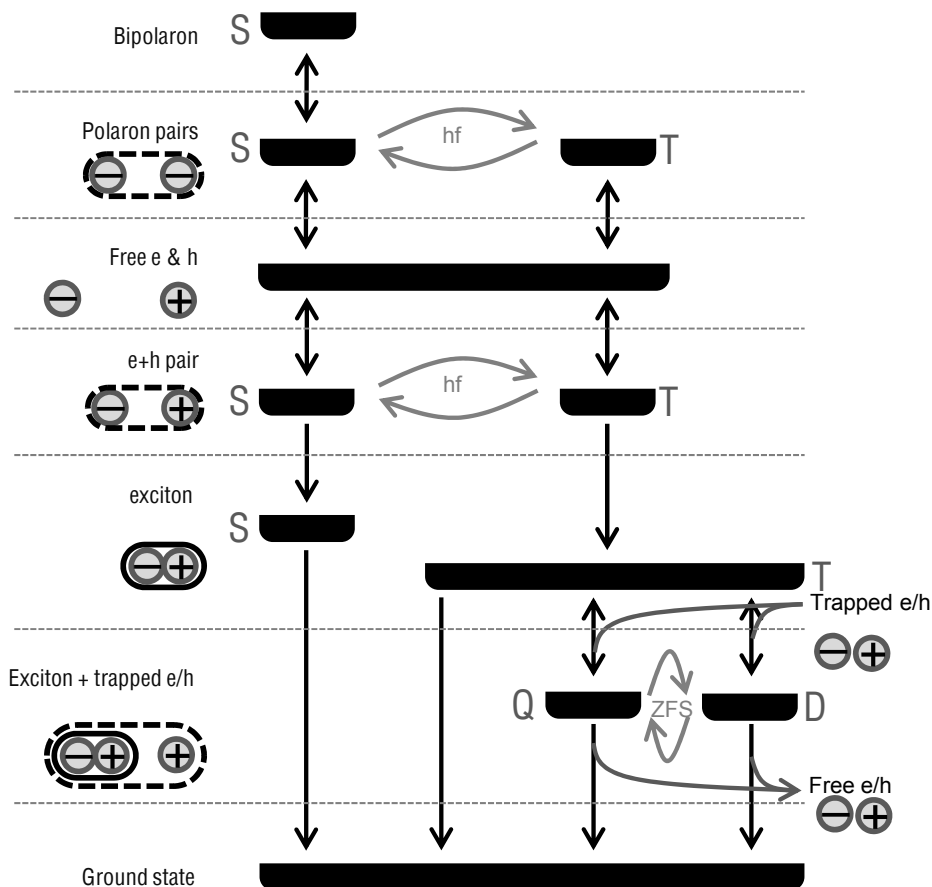 Bipolaron S
Polaron pairs
S hf T
Free e & h
e+h pair
S hf T
exciton
S
T
Trapped e/h
Exciton + trapped e/h
Q ZFS D
Free e/h
Ground state